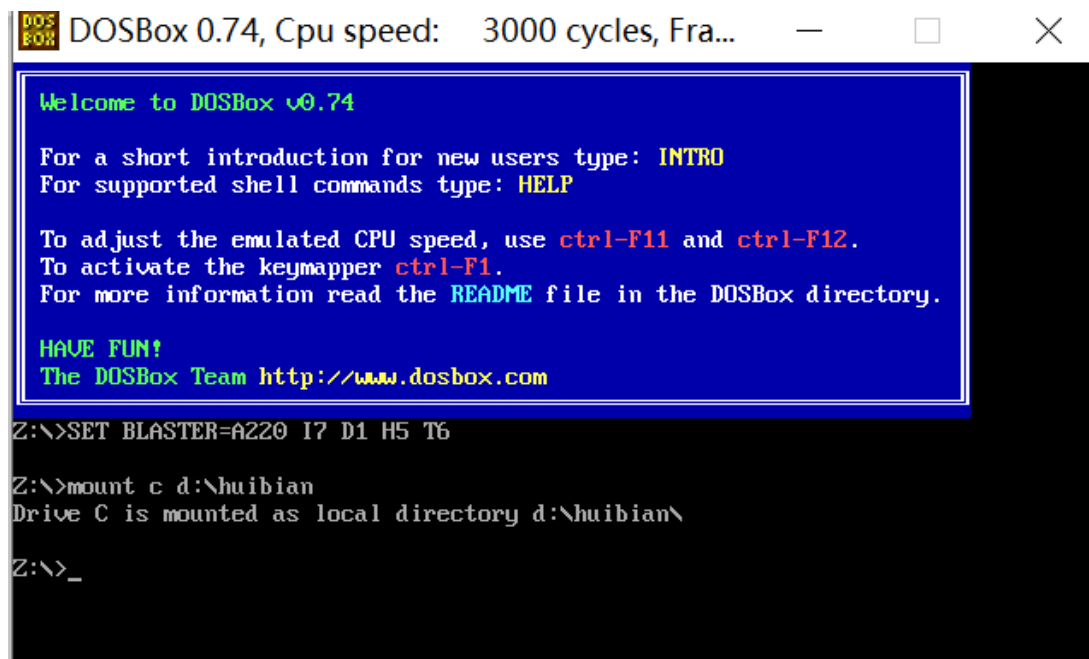 DOS
BOX
DOSBox 0.74, Cpu speed: 3000 cycles, Fra...
Welcome to DOSBox v0.74
For a short introduction for new users type: INTRO
For supported shell commands type: HELP
To adjust the emulated CPU speed, use ctrl-F11 and ctrl-F12.
To activate the keymapper ctrl-F1.
For more information read the README file in the DOSBox directory.
HAVE FUN!
The DOSBox Team http://www.dosbox.com
Z:\>SET BLASTER=A220 I7 D1 H5 T6
Z:\>mount c d:\huibian
Drive C is mounted as local directory d:\huibian\
Z:\>_